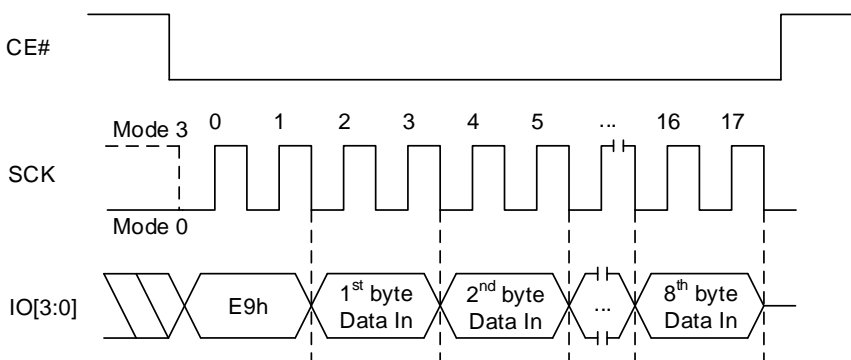 CE#
Mode 3 0 1 2 3 4 5 ... 16 17
SCK
Mode 0
IO[3:0] E9h 1st byte Data In 2nd byte Data In ... 8th byte Data In